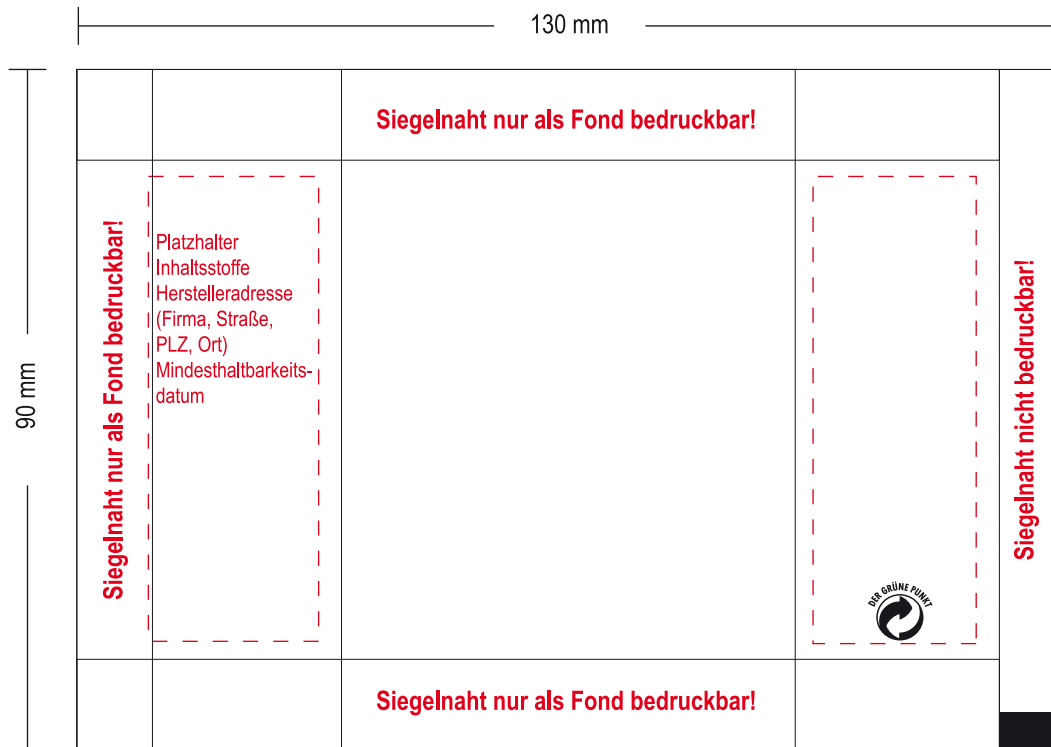 130 mm
Siegelnaht nur als Fond bedruckbar!
90 mm
Siegelnaht nur als Fond bedruckbar!
Platzhalter
Inhaltsstoffe
Herstelleradresse
(Firma, Straße,
PLZ, Ort)
Mindesthaltbarkeits-
datum
DER GRÜNE PUNKT
Siegelnaht nicht bedruckbar!
Siegelnaht nur als Fond bedruckbar!